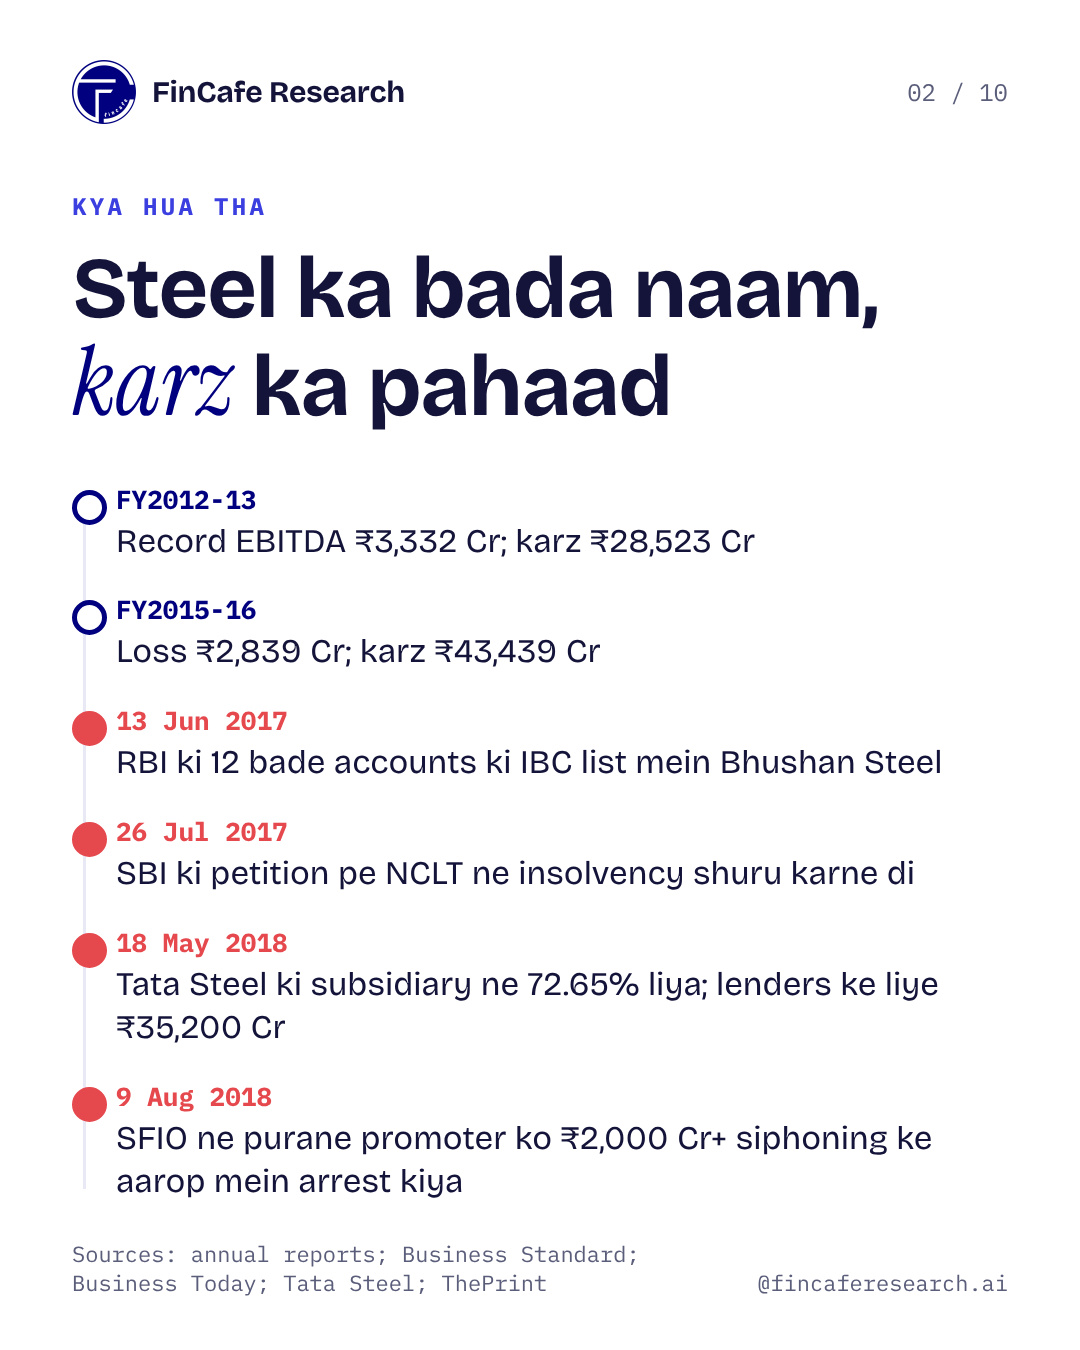 FinCafe Research
02 / 10
KYA HUA THA
Steel ka bada naam,
karz ka pahaad
FY2012-13
Record EBITDA ₹3,332 Cr; karz ₹28,523 Cr
FY2015-16
Loss ₹2,839 Cr; karz ₹43,439 Cr
13 Jun 2017
RBI ki 12 bade accounts ki IBC list mein Bhushan Steel
26 Jul 2017
SBI ki petition pe NCLT ne insolvency shuru karne di
18 May 2018
Tata Steel ki subsidiary ne 72.65% liya; lenders ke liye
₹35,200 Cr
9 Aug 2018
SFIO ne purane promoter ko ₹2,000 Cr+ siphoning ke
aarop mein arrest kiya
Sources: annual reports; Business Standard;
Business Today; Tata Steel; ThePrint
@fincaferesearch.ai